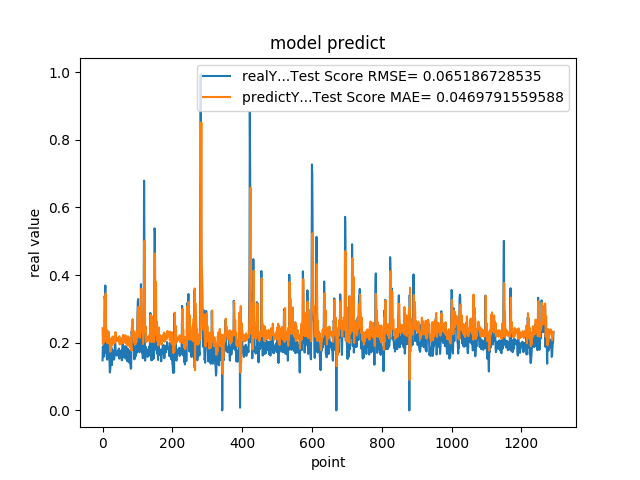 model predict
realY...Test Score RMSE= 0.065186728535
predictY...Test Score MAE= 0.0469791559588
1.0
0.8
0.6
0.4
0.2
0.0
real value
0 200 400 600 800 1000 1200
point